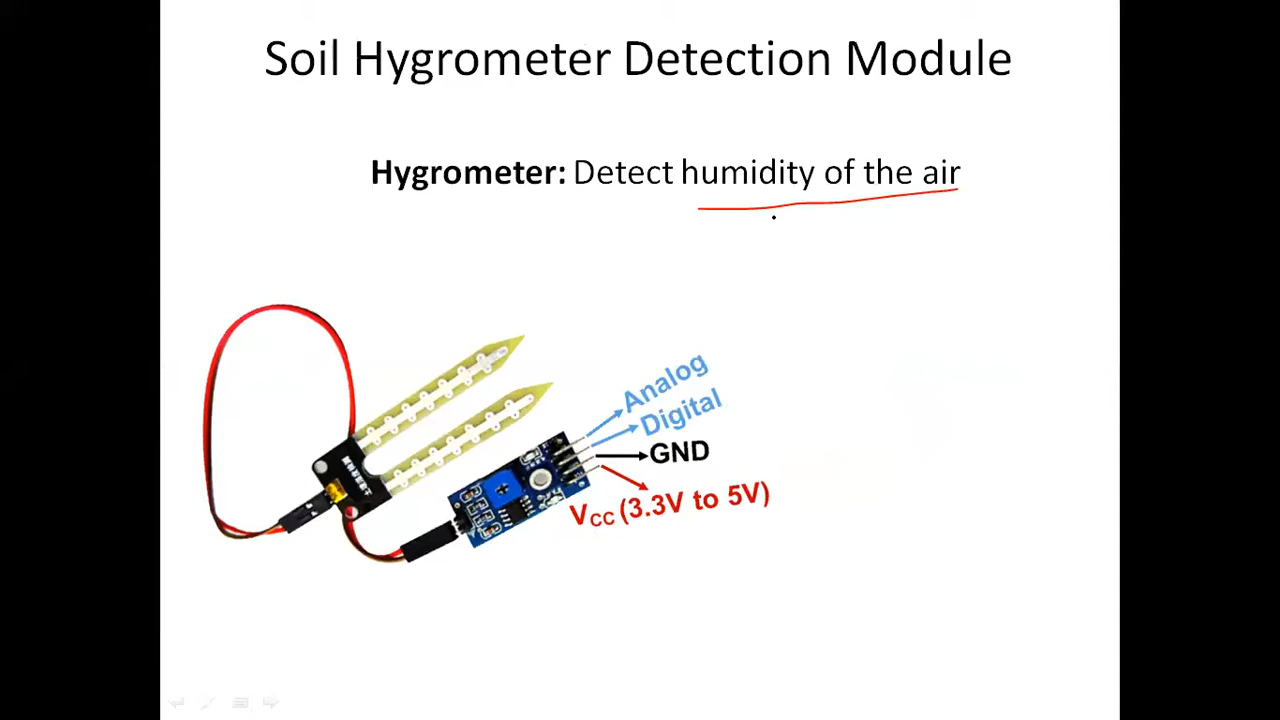 Soil Hygrometer Detection Module
Hygrometer: Detect humidity of the air
Analog
Digital
GND
VCC (3.3V to 5V)